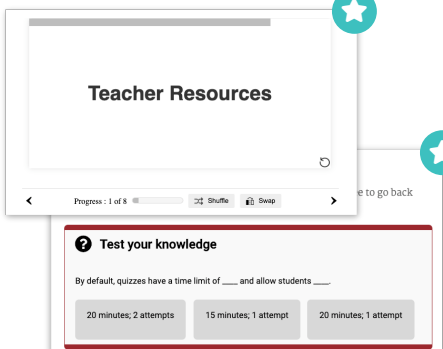 Teacher Resources
Progress : 1 of 8
Shuffle
Swap
to go back
Test your knowledge
By default, quizzes have a time limit of ____ and allow students ____.
20 minutes; 2 attempts
15 minutes; 1 attempt
20 minutes; 1 attempt